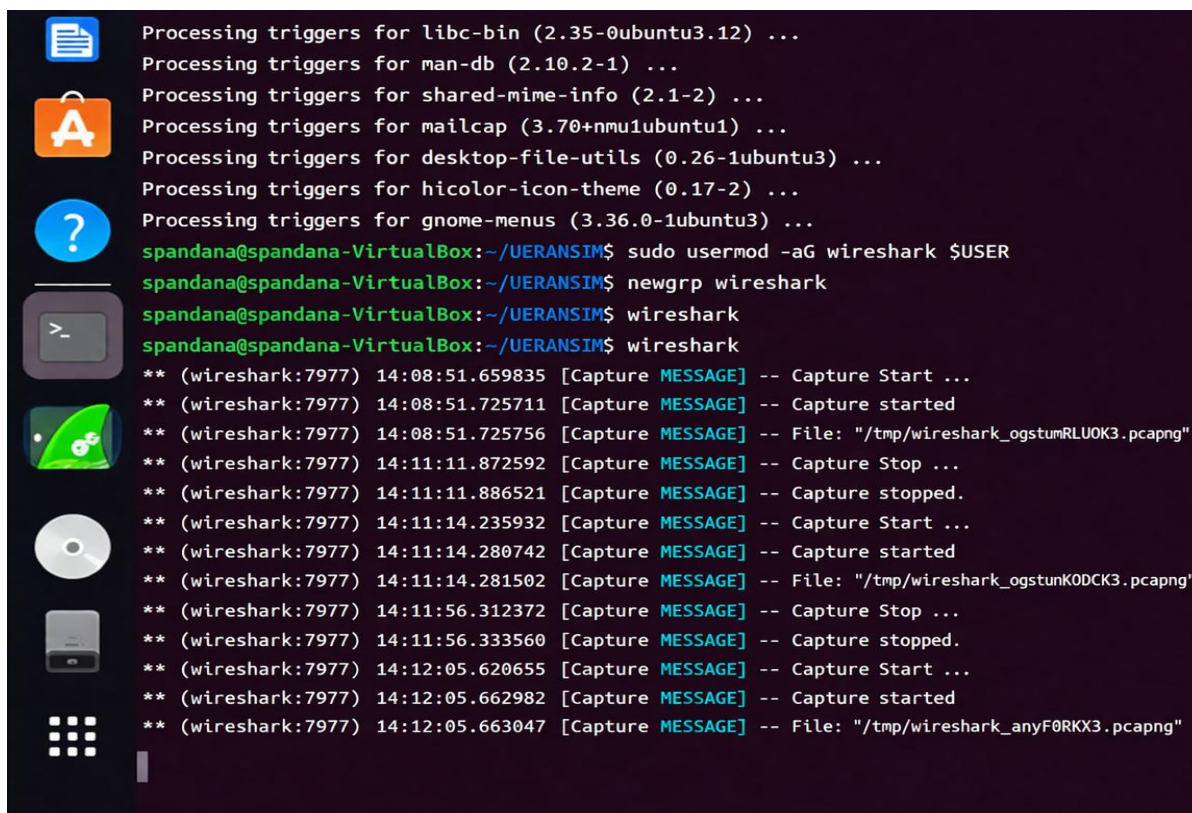 Processing triggers for libc-bin (2.35-0ubuntu3.12) ...
Processing triggers for man-db (2.10.2-1) ...
Processing triggers for shared-mime-info (2.1-2) ...
Processing triggers for mailcap (3.70+nmu1ubuntu1) ...
Processing triggers for desktop-file-utils (0.26-1ubuntu3) ...
Processing triggers for hicolor-icon-theme (0.17-2) ...
Processing triggers for gnome-menus (3.36.0-1ubuntu3) ...
spandana@spandana-VirtualBox:~/UERANSIM$ sudo usermod -aG wireshark $USER
spandana@spandana-VirtualBox:~/UERANSIM$ newgrp wireshark
spandana@spandana-VirtualBox:~/UERANSIM$ wireshark
spandana@spandana-VirtualBox:~/UERANSIM$ wireshark
** (wireshark:7977) 14:08:51.659835 [Capture MESSAGE] -- Capture Start ...
** (wireshark:7977) 14:08:51.725711 [Capture MESSAGE] -- Capture started
** (wireshark:7977) 14:08:51.725756 [Capture MESSAGE] -- File: "/tmp/wireshark_ogstumRLUOK3.pcapng"
** (wireshark:7977) 14:11:11.872592 [Capture MESSAGE] -- Capture Stop ...
** (wireshark:7977) 14:11:11.886521 [Capture MESSAGE] -- Capture stopped.
** (wireshark:7977) 14:11:14.235932 [Capture MESSAGE] -- Capture Start ...
** (wireshark:7977) 14:11:14.280742 [Capture MESSAGE] -- Capture started
** (wireshark:7977) 14:11:14.281502 [Capture MESSAGE] -- File: "/tmp/wireshark_ogstunKODCK3.pcapng"
** (wireshark:7977) 14:11:56.312372 [Capture MESSAGE] -- Capture Stop ...
** (wireshark:7977) 14:11:56.333560 [Capture MESSAGE] -- Capture stopped.
** (wireshark:7977) 14:12:05.620655 [Capture MESSAGE] -- Capture Start ...
** (wireshark:7977) 14:12:05.662982 [Capture MESSAGE] -- Capture started
** (wireshark:7977) 14:12:05.663047 [Capture MESSAGE] -- File: "/tmp/wireshark_anyF0RKX3.pcapng"